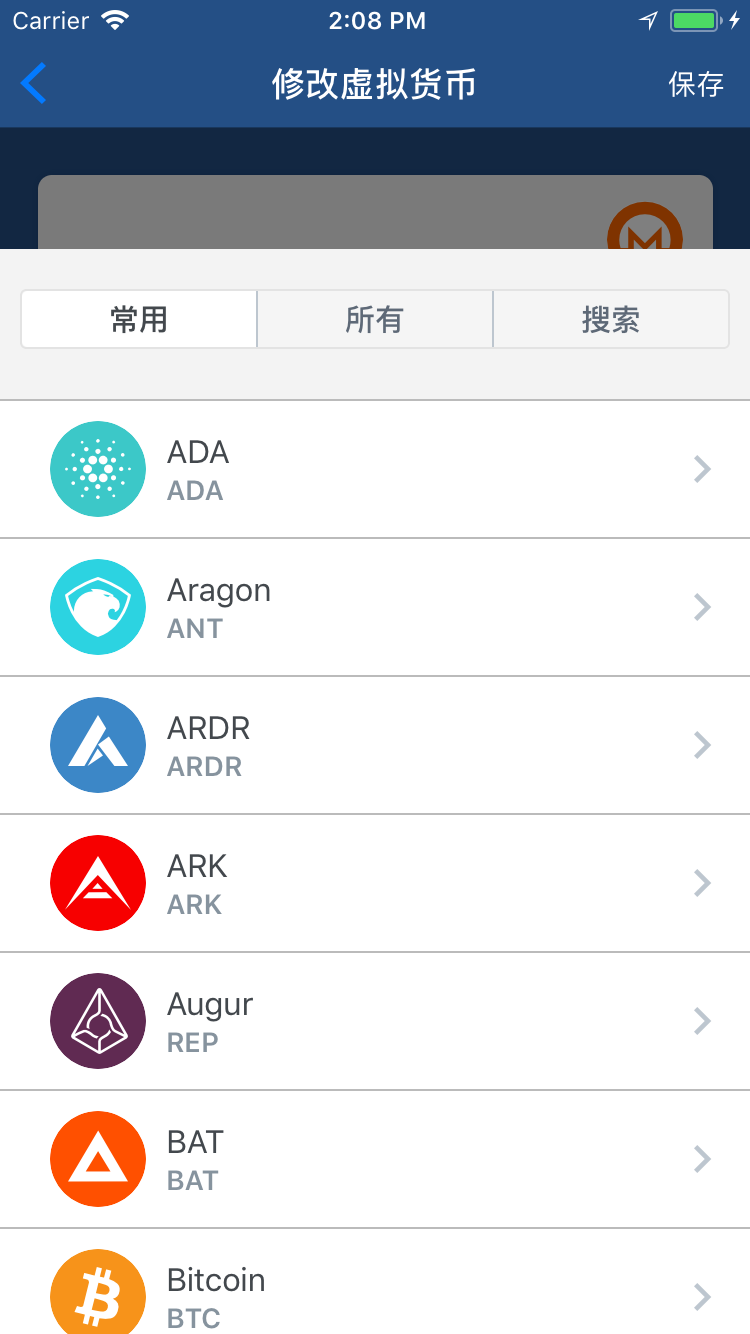 Carrier 2:08 PM
修改虚拟货币 保存
常用 所有 搜索
ADA
ADA
Aragon
ANT
ARDR
ARDR
ARK
ARK
Augur
REP
BAT
BAT
Bitcoin
BTC